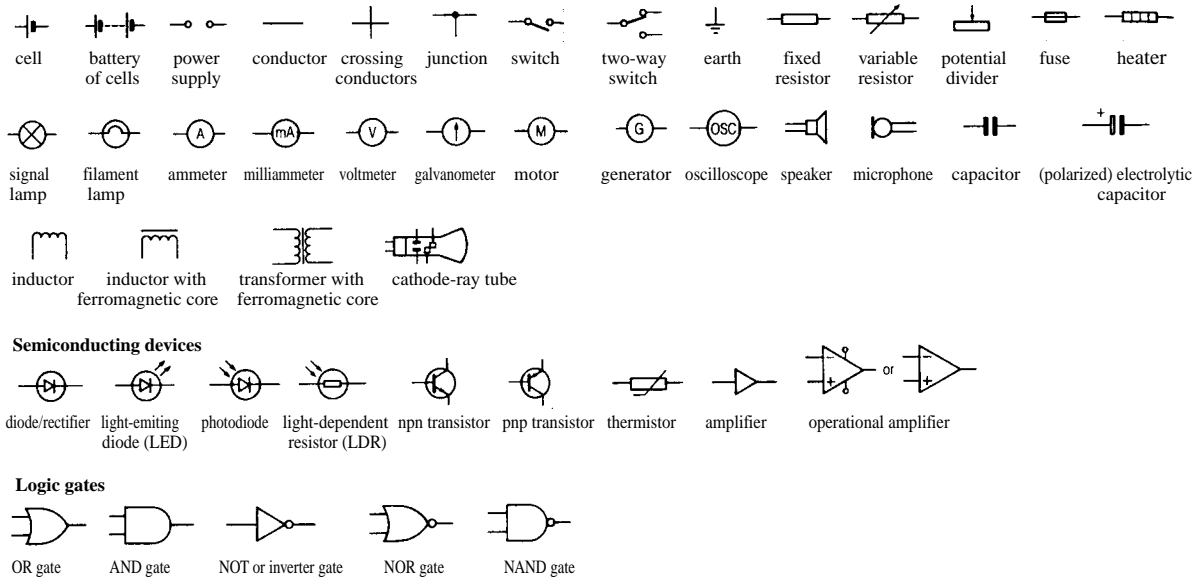 cell battery power conductor crossing junction switch two-way earth fixed variable potential fuse heater
of cells supply conductors switch resistor resistor divider
A mA V M G OSC +
signal filament ammeter milliammeter voltmeter galvanometer motor generator oscilloscope speaker microphone capacitor (polarized) electrolytic
lamp lamp capacitor
inductor inductor with transformer with cathode-ray tube
ferromagnetic core ferromagnetic core
Semiconducting devices
- + or - +
diode/rectifier light-emiting photodiode light-dependent npn transistor pnp transistor thermistor amplifier operational amplifier
diode (LED) resistor (LDR)
Logic gates
OR gate AND gate NOT or inverter gate NOR gate NAND gate